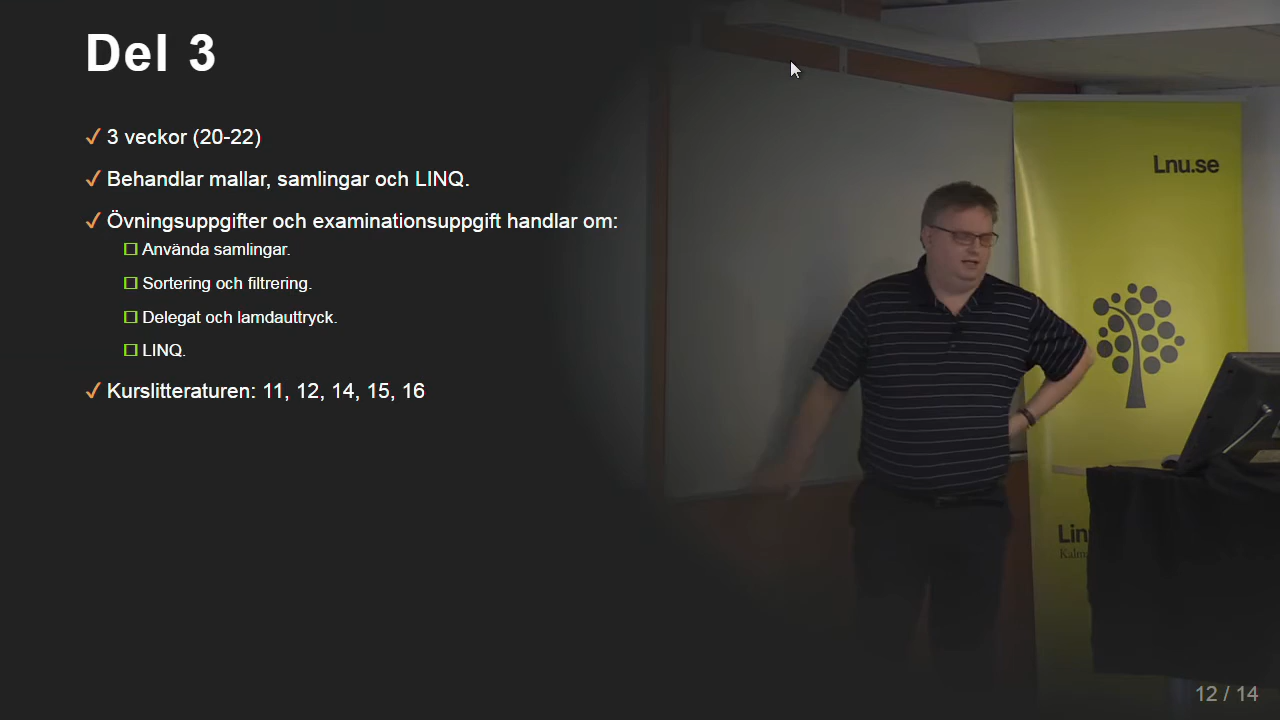 Del 3
✓ 3 veckor (20-22)
✓ Behandlar mallar, samlingar och LINQ.
✓ Övningsuppgifter och examinationsuppgift handlar om:
☐ Använda samlingar.
☐ Sortering och filtrering.
☐ Delegat och lamdauttryck.
☐ LINQ.
✓ Kurslitteraturen: 11, 12, 14, 15, 16
Lnu.se
12 / 14